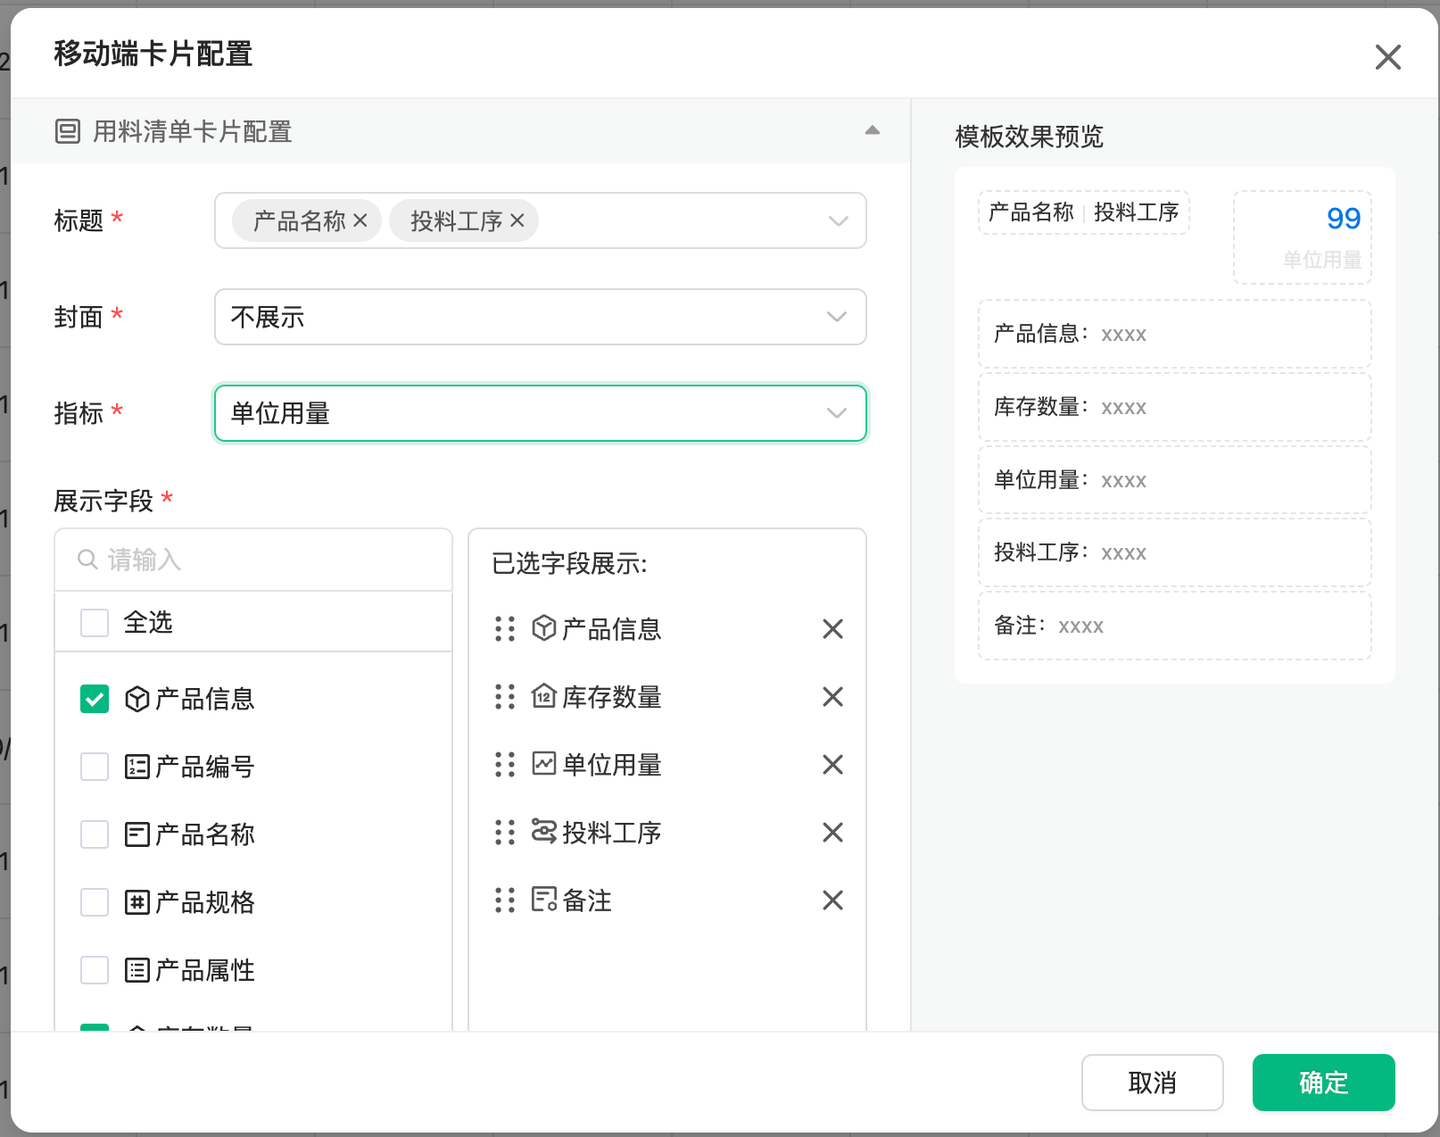 移动端卡片配置
用料清单卡片配置
标题 *
产品名称 × 投料工序 ×
封面 *
不展示
指标 *
单位用量
展示字段 *
请输入
全选
产品信息
产品编号
产品名称
产品规格
产品属性
库存数量
已选字段展示:
产品信息
库存数量
单位用量
投料工序
备注
模板效果预览
产品名称 | 投料工序
99
单位用量
产品信息： xxxx
库存数量： xxxx
单位用量： xxxx
投料工序： xxxx
备注： xxxx
取消
确定